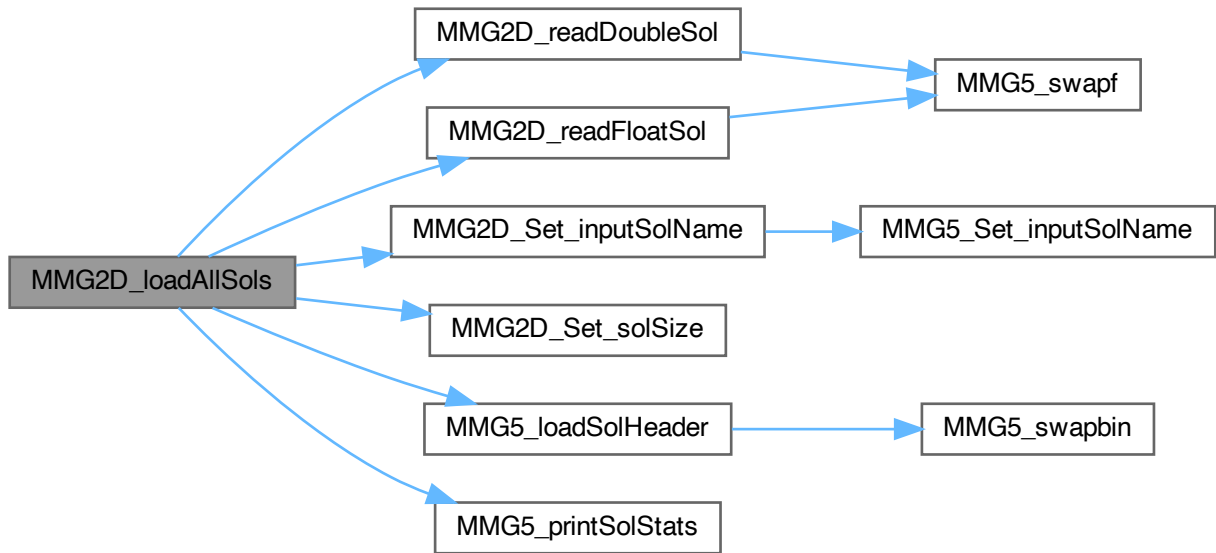 MMG2D_loadAllSols
MMG2D_readDoubleSol
MMG2D_readFloatSol
MMG5_swapf
MMG2D_Set_inputSolName
MMG5_Set_inputSolName
MMG2D_Set_solSize
MMG5_loadSolHeader
MMG5_swapbin
MMG5_printSolStats